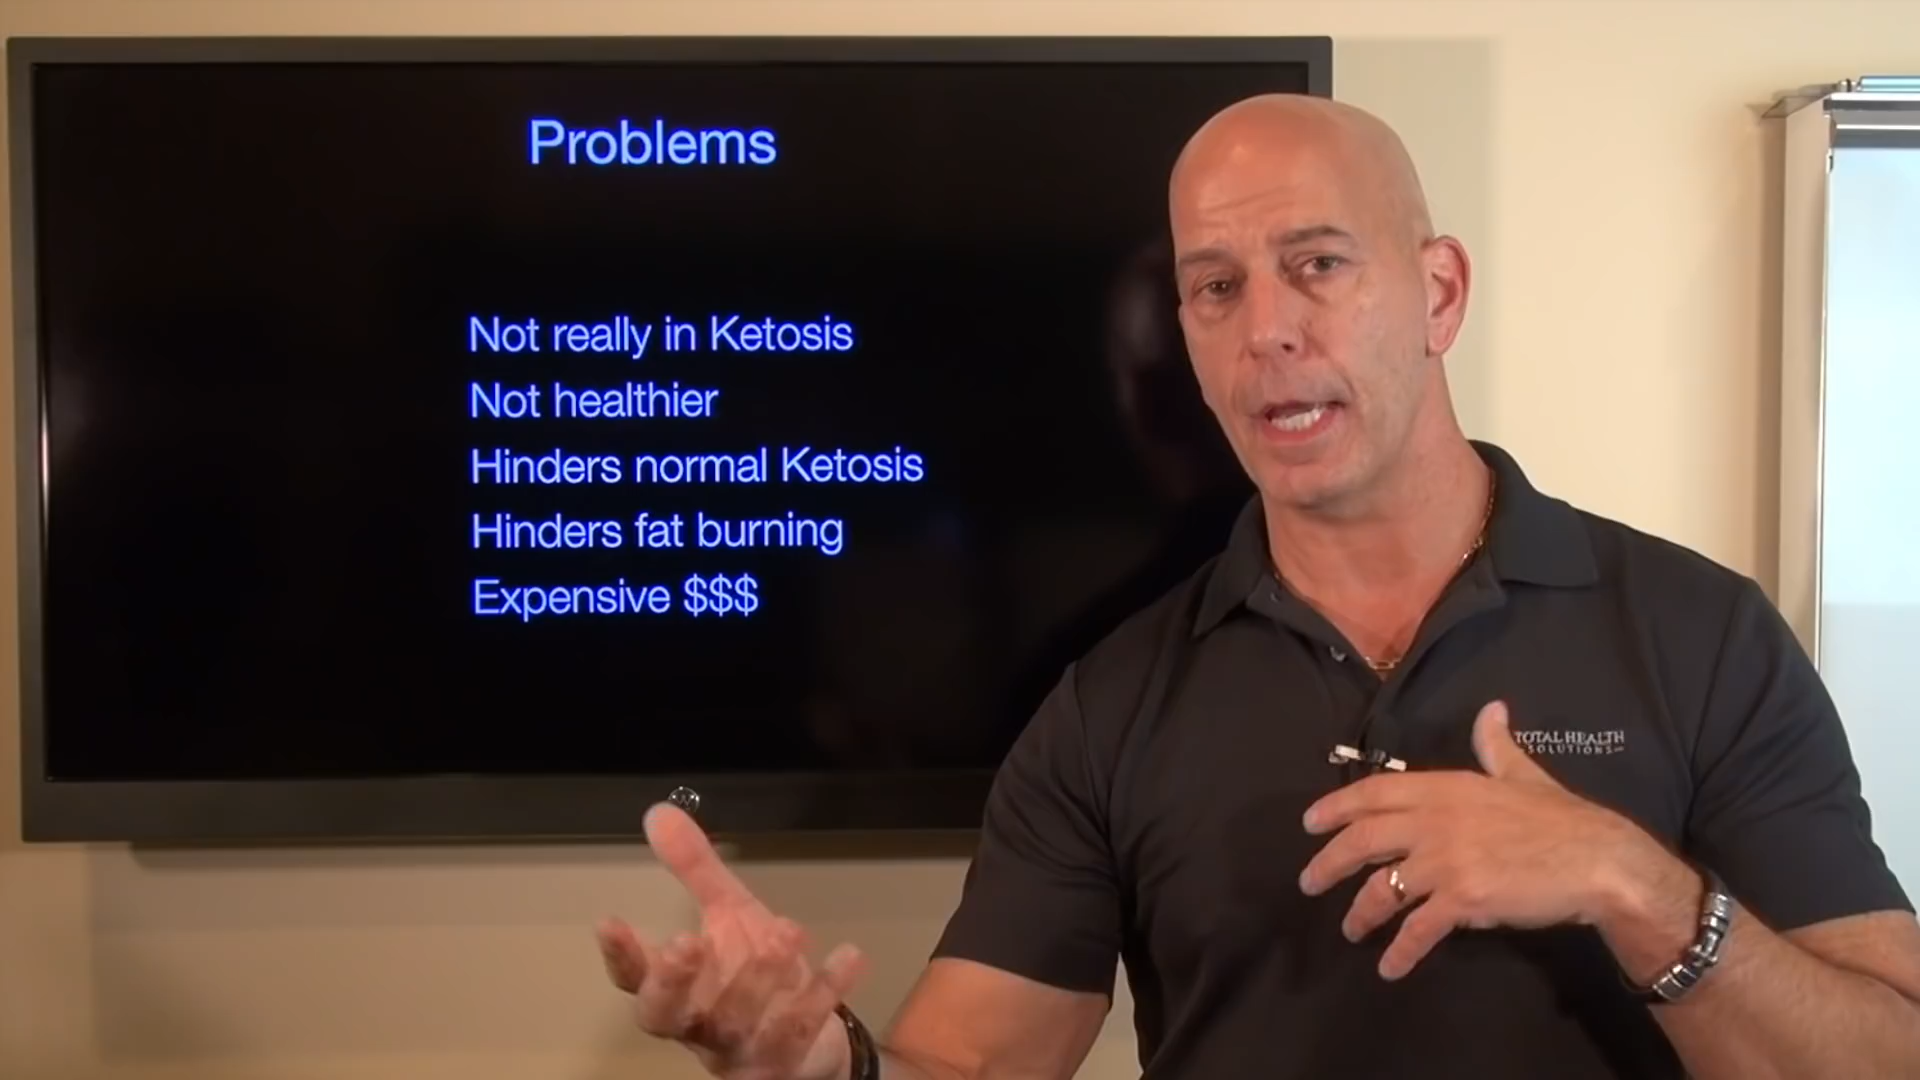 Problems
Not really in Ketosis
Not healthier
Hinders normal Ketosis
Hinders fat burning
Expensive $$$
TOTAL HEALTH
SOLUTIONS